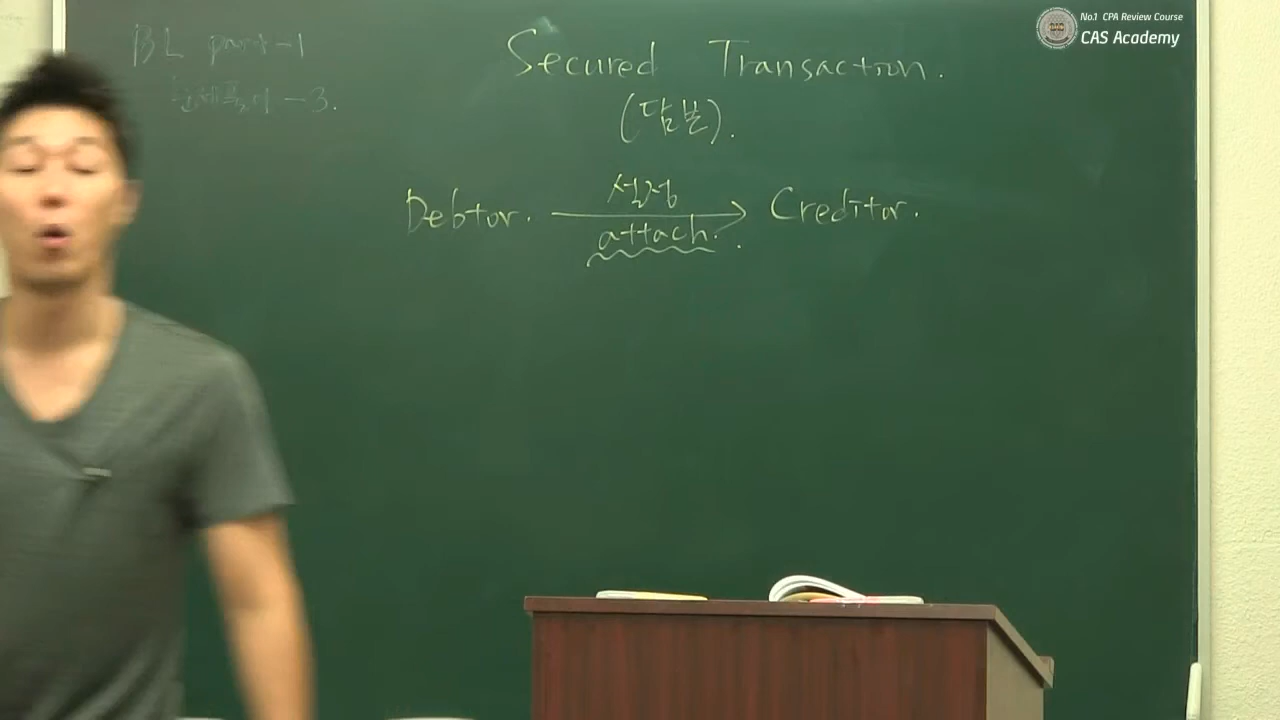 No.1 CPA Review Course
CAS Academy
BL part-1
-3.
Secured Transaction.
(담보).
Debtor. 설정 Creditor.
attach.